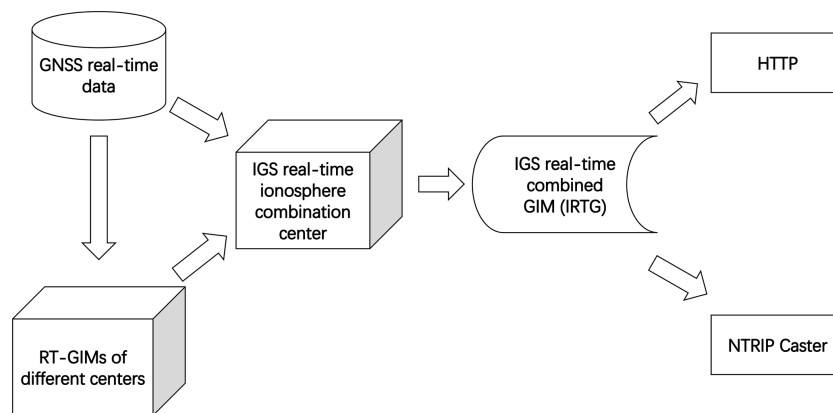 GNSS real-time
data
HTTP
IGS real-time
ionosphere
combination
center
IGS real-time
combined
GIM (IRTG)
RT-GIMs of
different centers
NTRIP Caster